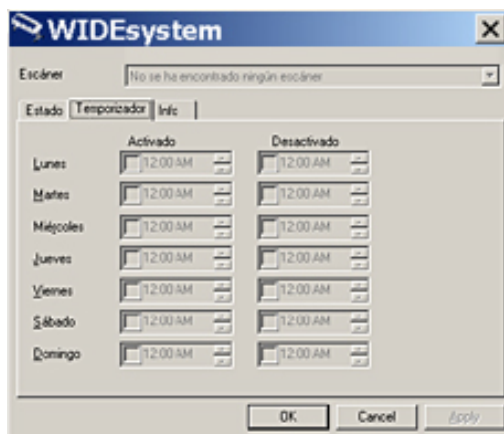 WIDEsystem
Escáner No se ha encontrado ningún escáner
Estado Temporizador Info
Activado Desactivado
Lunes 12:00 AM 12:00 AM
Martes 12:00 AM 12:00 AM
Miércoles 12:00 AM 12:00 AM
Jueves 12:00 AM 12:00 AM
Viernes 12:00 AM 12:00 AM
Sábado 12:00 AM 12:00 AM
Domingo 12:00 AM 12:00 AM
OK Cancel Apply